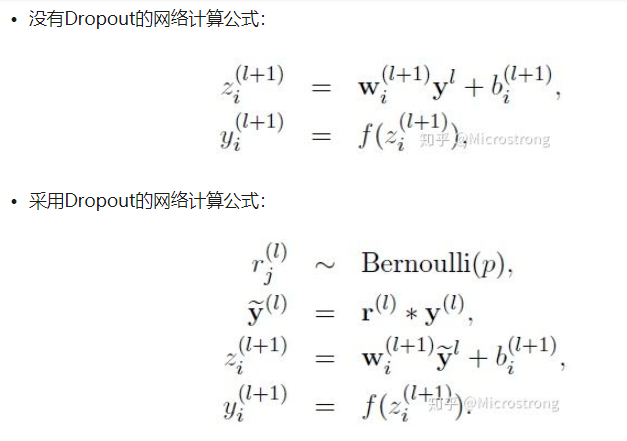 • 没有Dropout的网络计算公式：
z_i^{(l+1)} = \mathbf{w}_i^{(l+1)} \mathbf{y}^l + b_i^{(l+1)},
y_i^{(l+1)} = f(z_i^{(l+1)}),
知乎 @Microstrong
• 采用Dropout的网络计算公式：
r_j^{(l)} \sim Bernoulli(p),
\widetilde{\mathbf{y}}^{(l)} = \mathbf{r}^{(l)} * \mathbf{y}^{(l)},
z_i^{(l+1)} = \mathbf{w}_i^{(l+1)} \widetilde{\mathbf{y}}^l + b_i^{(l+1)},
y_i^{(l+1)} = f(z_i^{(l+1)}).
知乎 @Microstrong